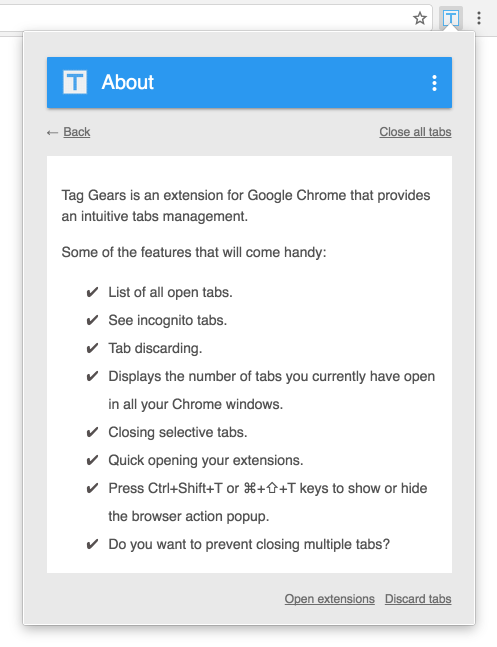 T
T About
← Back Close all tabs
Tag Gears is an extension for Google Chrome that provides
an intuitive tabs management.
Some of the features that will come handy:
✔ List of all open tabs.
✔ See incognito tabs.
✔ Tab discarding.
✔ Displays the number of tabs you currently have open
in all your Chrome windows.
✔ Closing selective tabs.
✔ Quick opening your extensions.
✔ Press Ctrl+Shift+T or ⌘+⇧+T keys to show or hide
the browser action popup.
✔ Do you want to prevent closing multiple tabs?
Open extensions Discard tabs